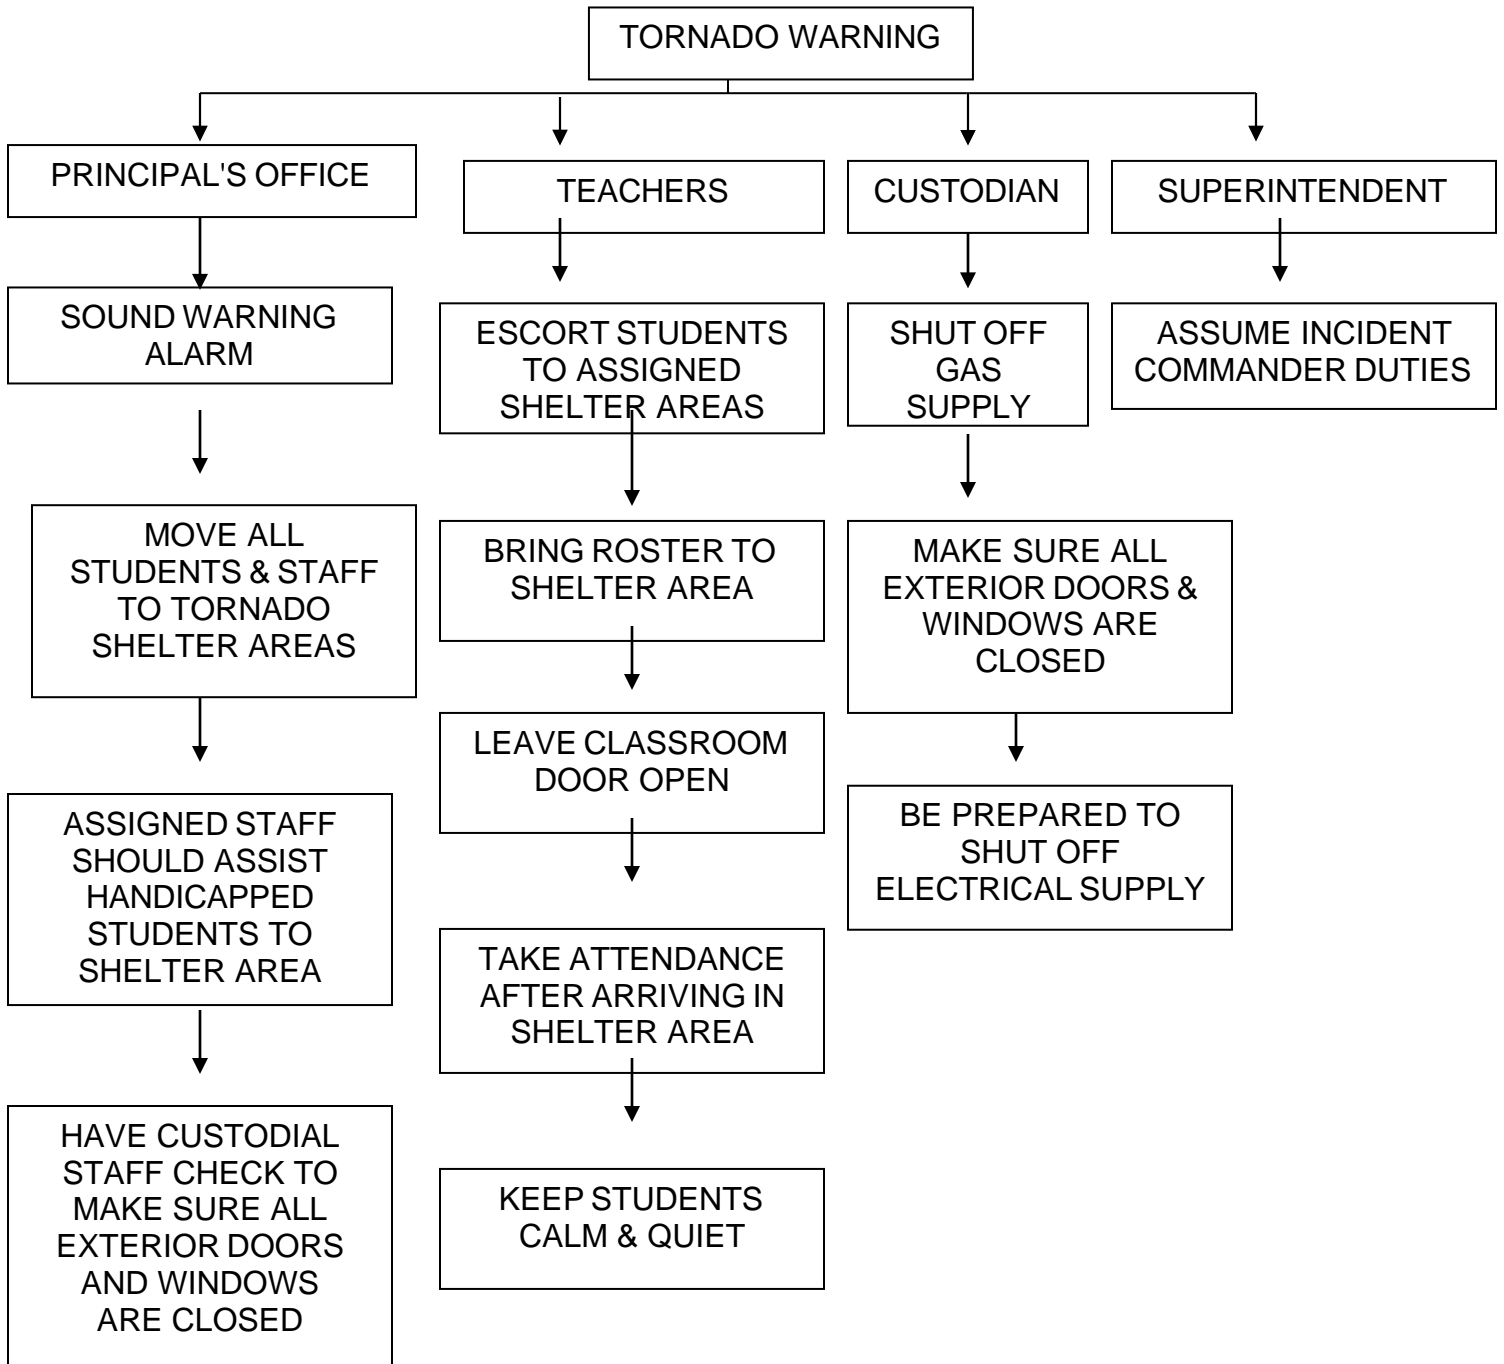 TORNADO WARNING
PRINCIPAL'S OFFICE
SOUND WARNING
ALARM
MOVE ALL
STUDENTS & STAFF
TO TORNADO
SHELTER AREAS
ASSIGNED STAFF
SHOULD ASSIST
HANDICAPPED
STUDENTS TO
SHELTER AREA
HAVE CUSTODIAL
STAFF CHECK TO
MAKE SURE ALL
EXTERIOR DOORS
AND WINDOWS
ARE CLOSED
TEACHERS
ESCORT STUDENTS
TO ASSIGNED
SHELTER AREAS
BRING ROSTER TO
SHELTER AREA
LEAVE CLASSROOM
DOOR OPEN
TAKE ATTENDANCE
AFTER ARRIVING IN
SHELTER AREA
KEEP STUDENTS
CALM & QUIET
CUSTODIAN
SHUT OFF
GAS
SUPPLY
MAKE SURE ALL
EXTERIOR DOORS &
WINDOWS ARE
CLOSED
BE PREPARED TO
SHUT OFF
ELECTRICAL SUPPLY
SUPERINTENDENT
ASSUME INCIDENT
COMMANDER DUTIES